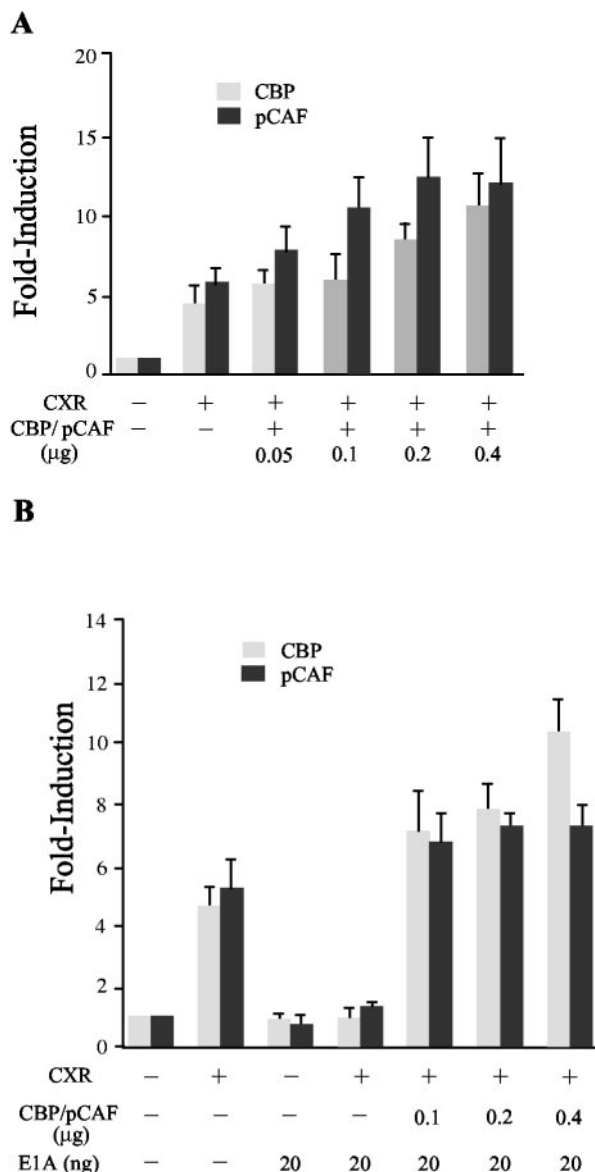 A
20
15
10
5
0
Fold-Induction
CBP
pCAF
CXR − + + + + +
CBP/ pCAF − − + + + +
(μg) 0.05 0.1 0.2 0.4
B
14
12
10
8
6
4
2
0
Fold-Induction
CBP
pCAF
CXR − + − + + + +
CBP/pCAF − − − − 0.1 0.2 0.4
(μg)
E1A (ng) − − 20 20 20 20 20